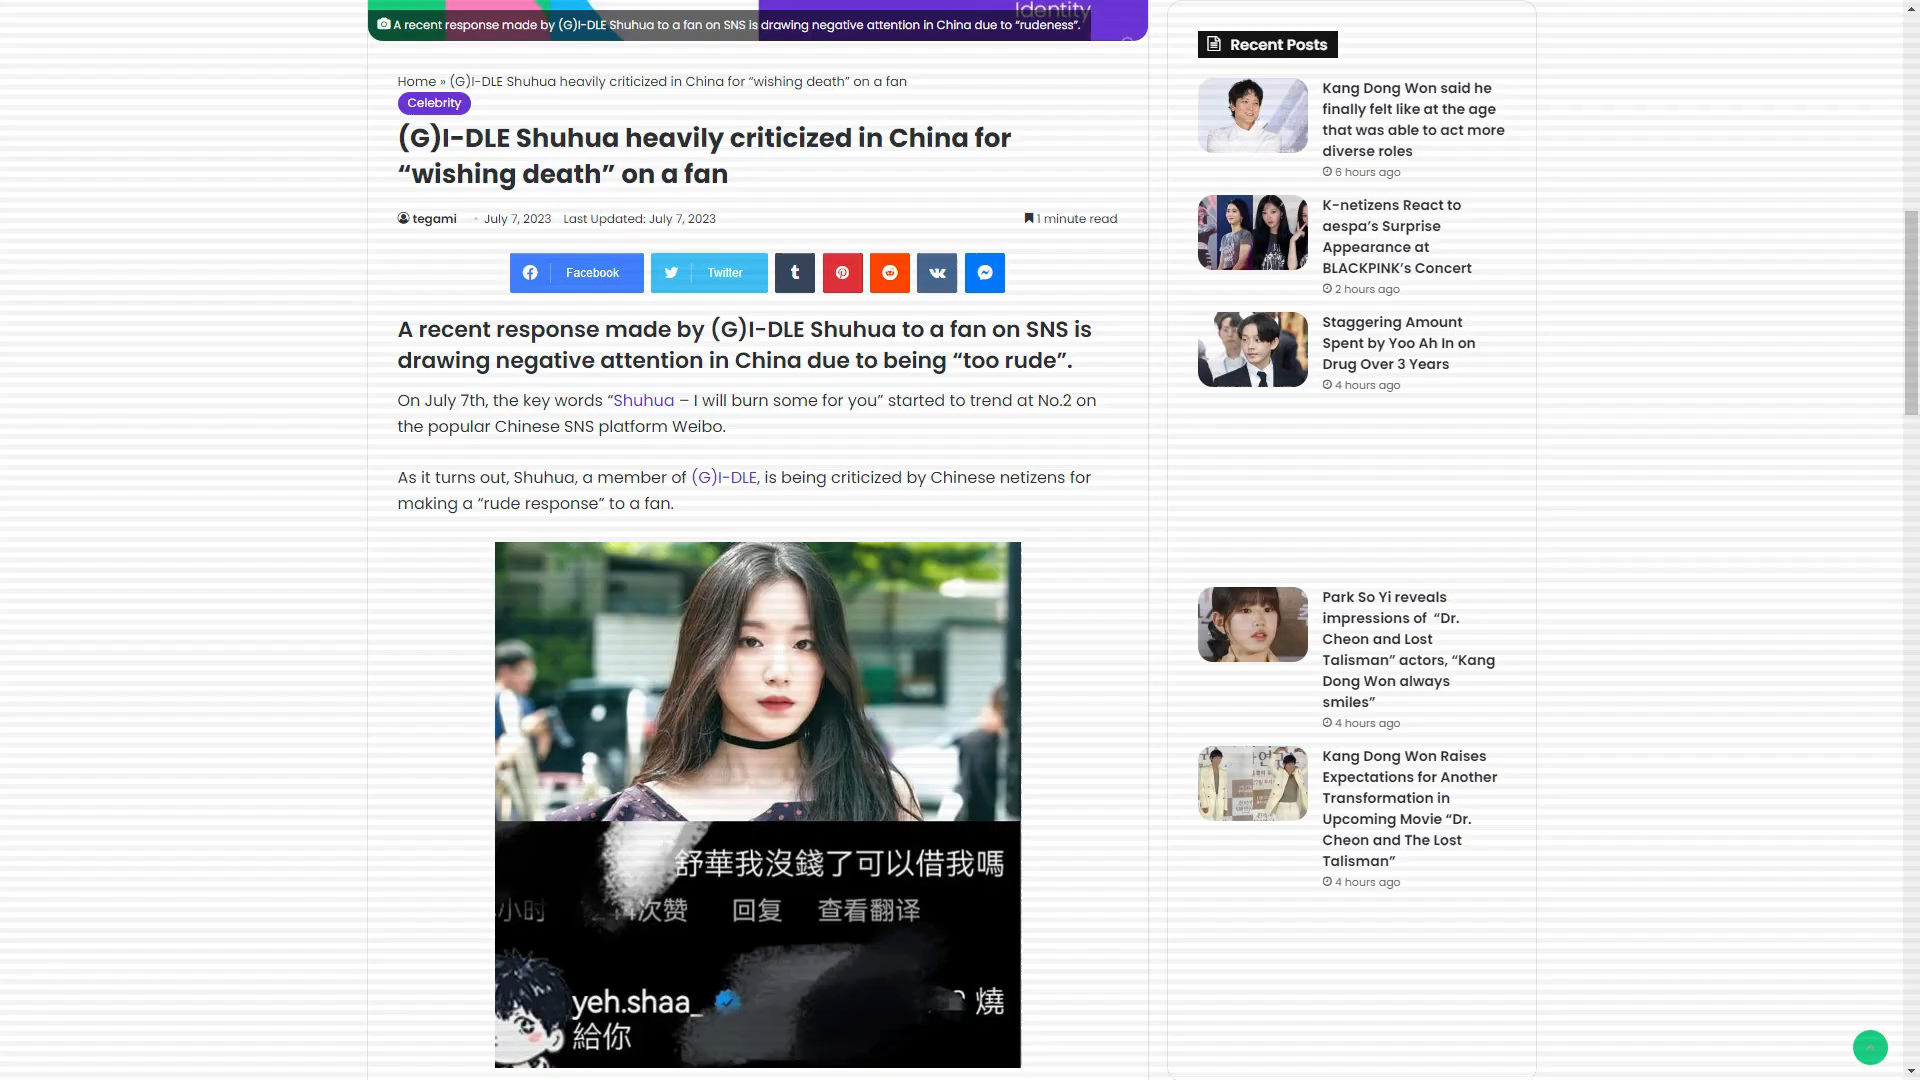 Identity
A recent response made by (G)I-DLE Shuhua to a fan on SNS is drawing negative attention in China due to “rudeness”.
Home » (G)I-DLE Shuhua heavily criticized in China for “wishing death” on a fan
Celebrity
(G)I-DLE Shuhua heavily criticized in China for
“wishing death” on a fan
tegami July 7, 2023 Last Updated: July 7, 2023 1 minute read
Facebook Twitter
A recent response made by (G)I-DLE Shuhua to a fan on SNS is
drawing negative attention in China due to being “too rude”.
On July 7th, the key words “Shuhua – I will burn some for you” started to trend at No.2 on
the popular Chinese SNS platform Weibo.
As it turns out, Shuhua, a member of (G)I-DLE, is being criticized by Chinese netizens for
making a “rude response” to a fan.
舒華我沒錢了可以借我嗎
小时 次赞 回复 查看翻译
yeh.shaa_ 燒
給你
Recent Posts
Kang Dong Won said he
finally felt like at the age
that was able to act more
diverse roles
6 hours ago
K-netizens React to
aespa’s Surprise
Appearance at
BLACKPINK’s Concert
2 hours ago
Staggering Amount
Spent by Yoo Ah In on
Drug Over 3 Years
4 hours ago
Park So Yi reveals
impressions of “Dr.
Cheon and Lost
Talisman” actors, “Kang
Dong Won always
smiles”
4 hours ago
Kang Dong Won Raises
Expectations for Another
Transformation in
Upcoming Movie “Dr.
Cheon and The Lost
Talisman”
4 hours ago